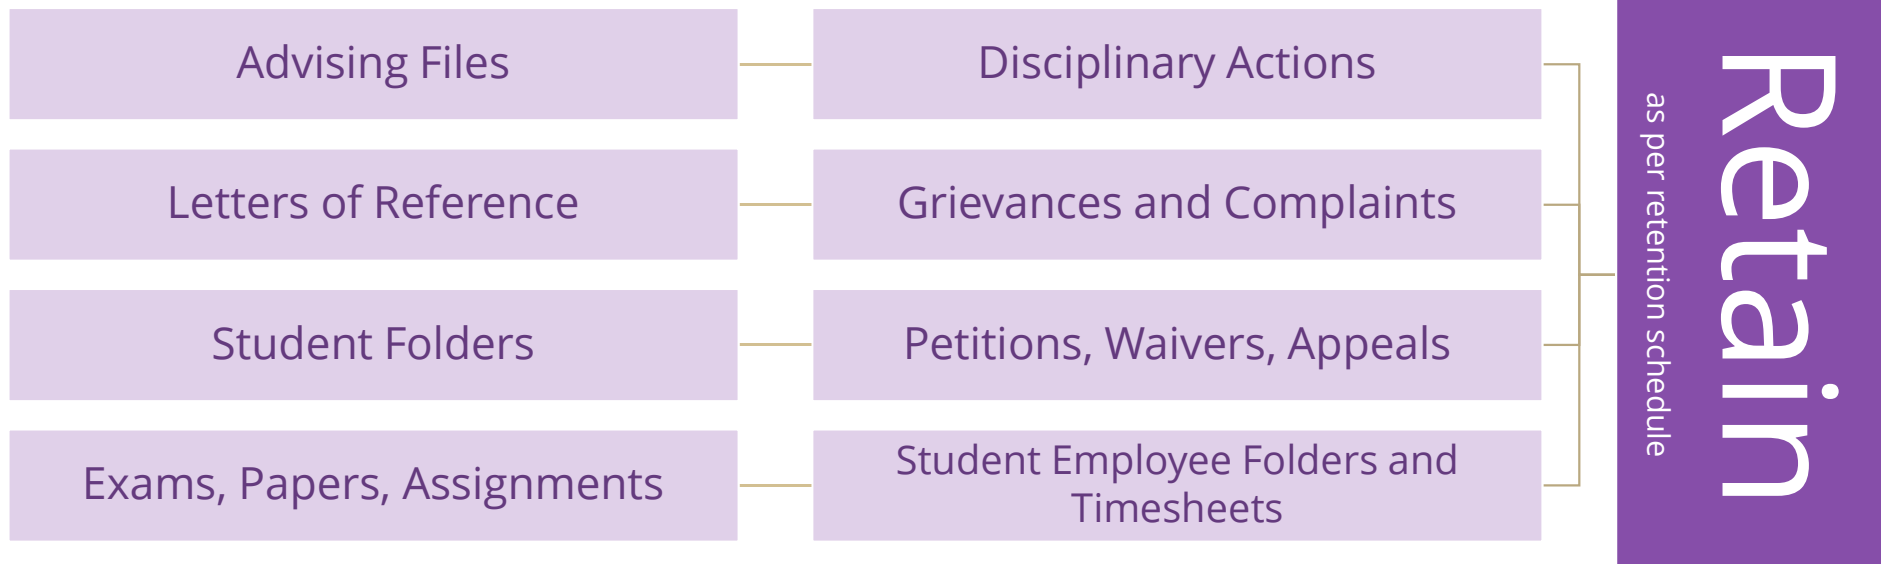 Advising Files
Disciplinary Actions
Letters of Reference
Grievances and Complaints
Student Folders
Petitions, Waivers, Appeals
Exams, Papers, Assignments
Student Employee Folders and
Timesheets
Retain
as per retention schedule